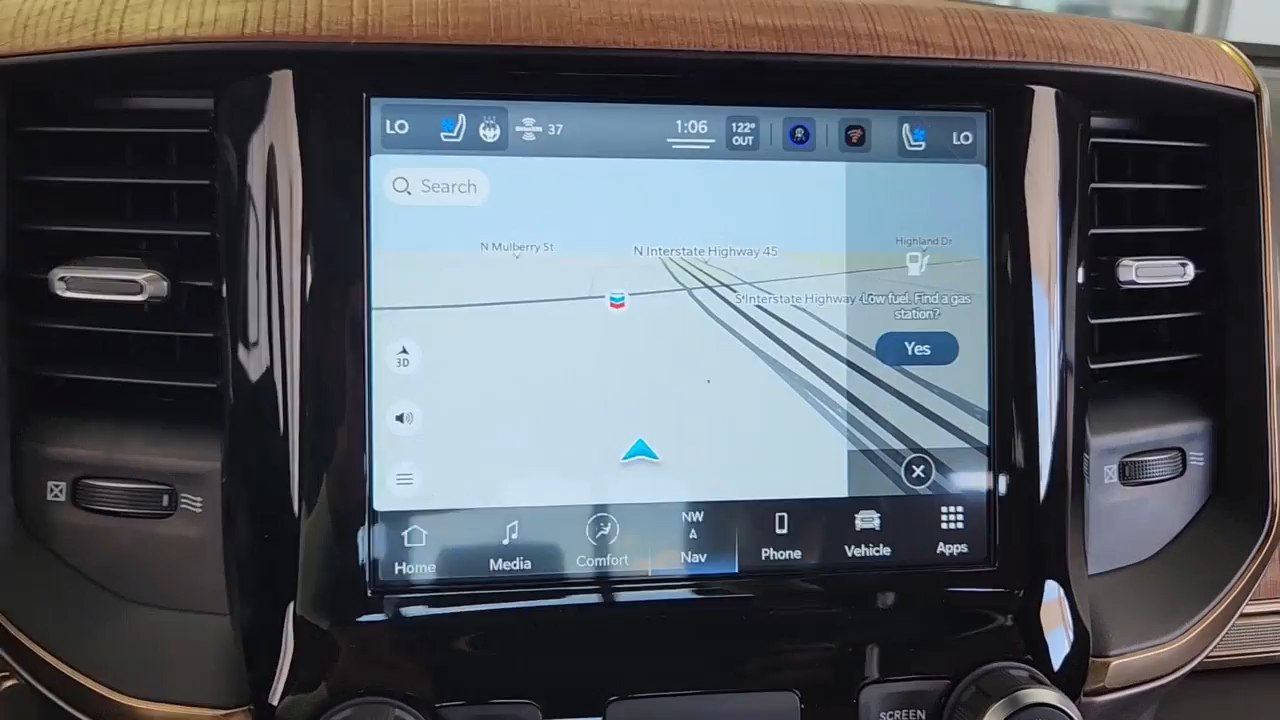 LO
37
1:06
122°
OUT
LO
Search
N Mulberry St
N Interstate Highway 45
Highland Dr
S Interstate Highway
Low fuel. Find a gas
station?
Yes
3D
Home
Media
Comfort
NW
Nav
Phone
Vehicle
Apps
SCREEN